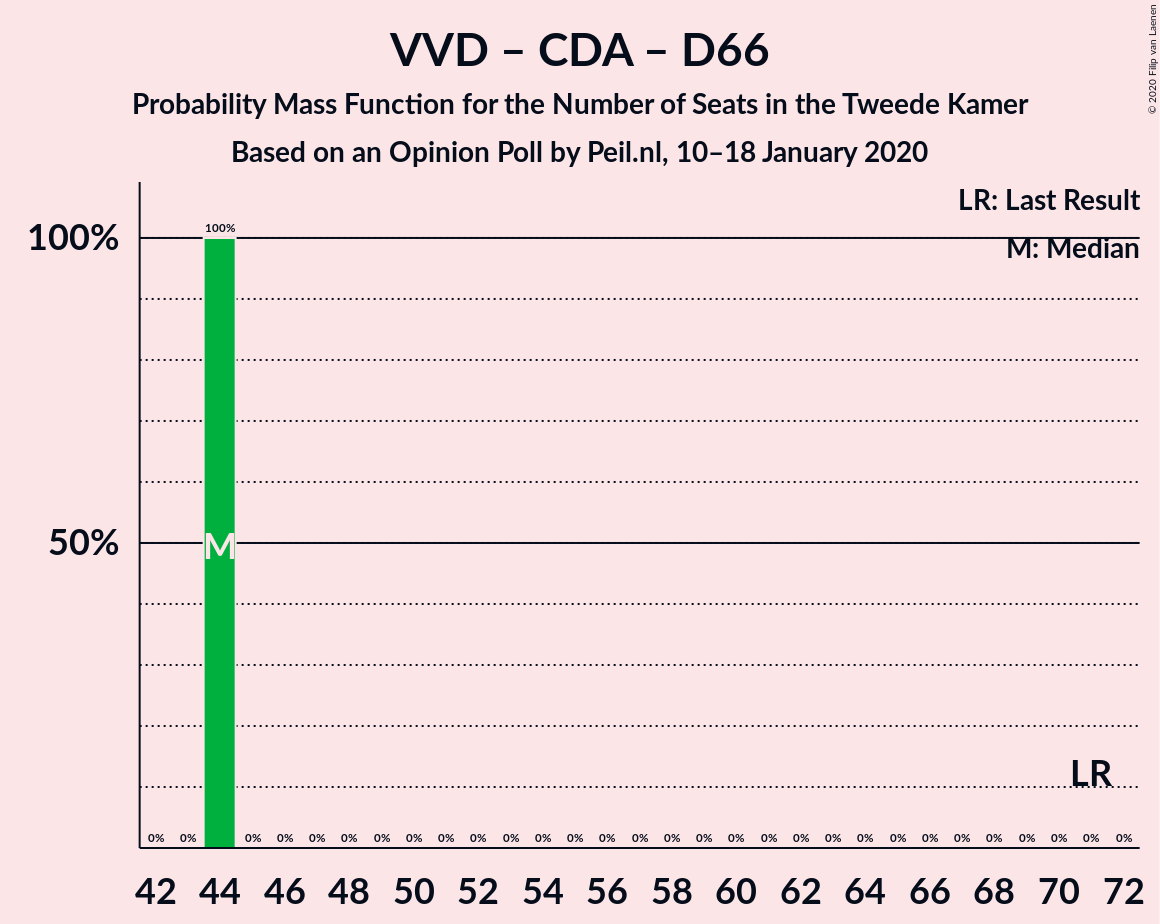 VVD – CDA – D66
Probability Mass Function for the Number of Seats in the Tweede Kamer
Based on an Opinion Poll by Peil.nl, 10–18 January 2020
© 2020 Filip van Laenen
LR: Last Result
M: Median
100%
100%
50%
M
LR
0% 0% 0% 0% 0% 0% 0% 0% 0% 0% 0% 0% 0% 0% 0% 0% 0% 0% 0% 0% 0% 0% 0% 0% 0% 0% 0% 0% 0% 0%
42 44 46 48 50 52 54 56 58 60 62 64 66 68 70 72